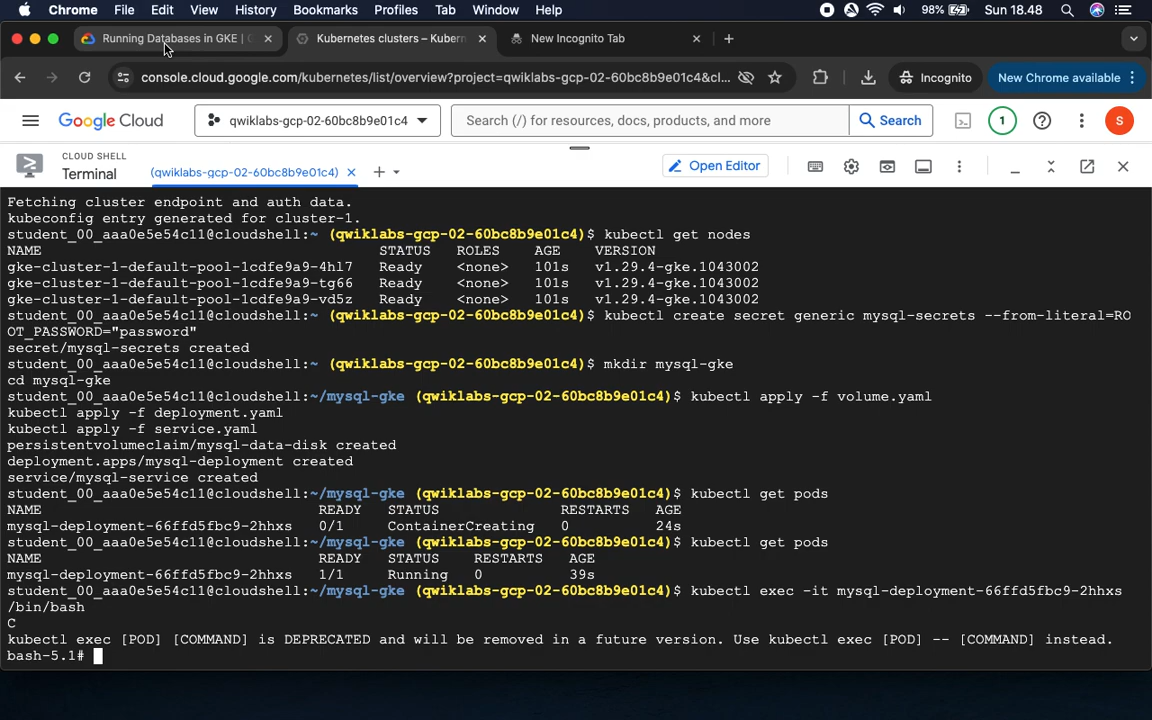 Chrome File Edit View History Bookmarks Profiles Tab Window Help 98% Sun 18.48
Running Databases in GKE | Kubernetes clusters – Kubern New Incognito Tab
console.cloud.google.com/kubernetes/list/overview?project=qwiklabs-gcp-02-60bc8b9e01c4&cl... Incognito New Chrome available
Google Cloud qwiklabs-gcp-02-60bc8b9e01c4 Search (/) for resources, docs, products, and more Search 1 S
CLOUD SHELL
Terminal (qwiklabs-gcp-02-60bc8b9e01c4) Open Editor
Fetching cluster endpoint and auth data.
kubeconfig entry generated for cluster-1.
student_00_aaa0e5e54c11@cloudshell:~ (qwiklabs-gcp-02-60bc8b9e01c4)$ kubectl get nodes
NAME STATUS ROLES AGE VERSION
gke-cluster-1-default-pool-1cdfe9a9-4hl7 Ready <none> 101s v1.29.4-gke.1043002
gke-cluster-1-default-pool-1cdfe9a9-tg66 Ready <none> 101s v1.29.4-gke.1043002
gke-cluster-1-default-pool-1cdfe9a9-vd5z Ready <none> 101s v1.29.4-gke.1043002
student_00_aaa0e5e54c11@cloudshell:~ (qwiklabs-gcp-02-60bc8b9e01c4)$ kubectl create secret generic mysql-secrets --from-literal=RO
OT_PASSWORD="password"
secret/mysql-secrets created
student_00_aaa0e5e54c11@cloudshell:~ (qwiklabs-gcp-02-60bc8b9e01c4)$ mkdir mysql-gke
cd mysql-gke
student_00_aaa0e5e54c11@cloudshell:~/mysql-gke (qwiklabs-gcp-02-60bc8b9e01c4)$ kubectl apply -f volume.yaml
kubectl apply -f deployment.yaml
kubectl apply -f service.yaml
persistentvolumeclaim/mysql-data-disk created
deployment.apps/mysql-deployment created
service/mysql-service created
student_00_aaa0e5e54c11@cloudshell:~/mysql-gke (qwiklabs-gcp-02-60bc8b9e01c4)$ kubectl get pods
NAME READY STATUS RESTARTS AGE
mysql-deployment-66ffd5fbc9-2hhxs 0/1 ContainerCreating 0 24s
student_00_aaa0e5e54c11@cloudshell:~/mysql-gke (qwiklabs-gcp-02-60bc8b9e01c4)$ kubectl get pods
NAME READY STATUS RESTARTS AGE
mysql-deployment-66ffd5fbc9-2hhxs 1/1 Running 0 39s
student_00_aaa0e5e54c11@cloudshell:~/mysql-gke (qwiklabs-gcp-02-60bc8b9e01c4)$ kubectl exec -it mysql-deployment-66ffd5fbc9-2hhxs
/bin/bash
C
kubectl exec [POD] [COMMAND] is DEPRECATED and will be removed in a future version. Use kubectl exec [POD] -- [COMMAND] instead.
bash-5.1#